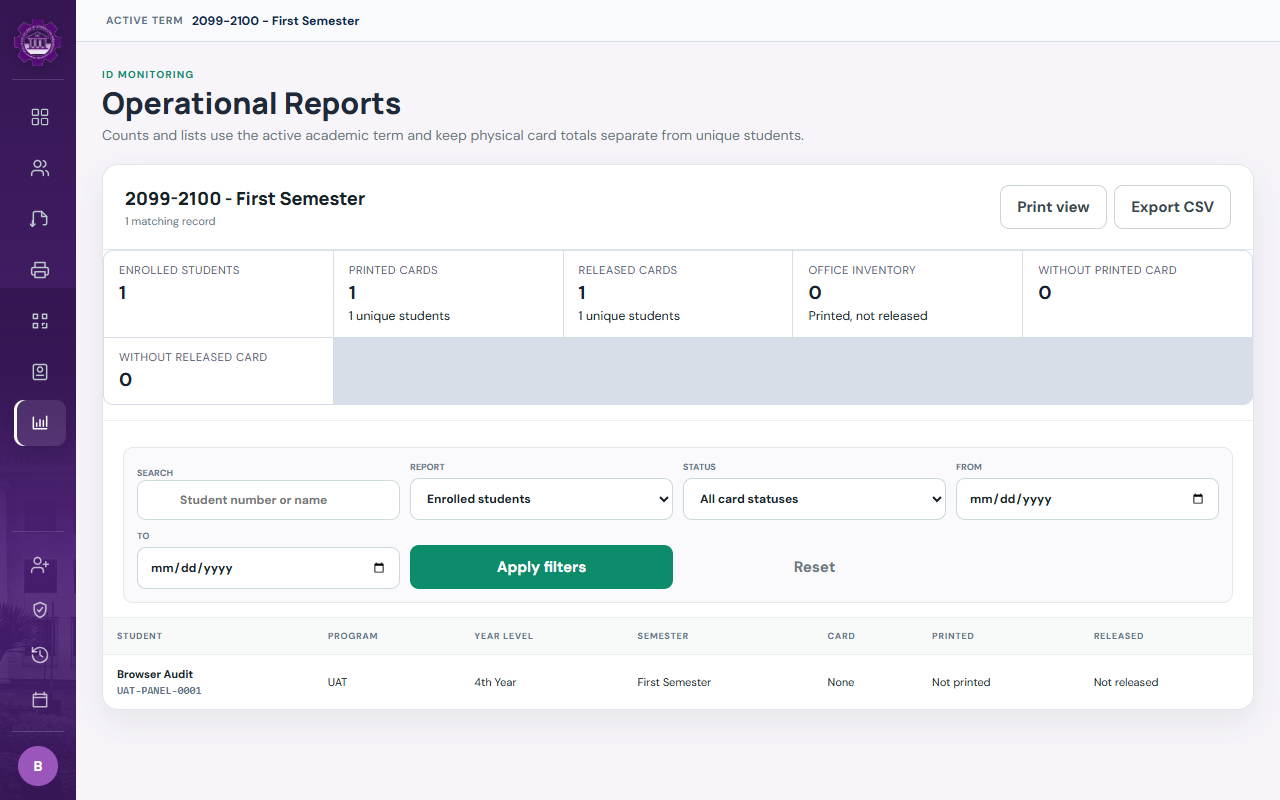 ACTIVE TERM 2099-2100 - First Semester
ID MONITORING
Operational Reports
Counts and lists use the active academic term and keep physical card totals separate from unique students.
2099-2100 - First Semester
1 matching record
Print view
Export CSV
ENROLLED STUDENTS
1
PRINTED CARDS
1
1 unique students
RELEASED CARDS
1
1 unique students
OFFICE INVENTORY
0
Printed, not released
WITHOUT PRINTED CARD
0
WITHOUT RELEASED CARD
0
SEARCH
Student number or name
REPORT
Enrolled students
STATUS
All card statuses
FROM
mm/dd/yyyy
TO
mm/dd/yyyy
Apply filters
Reset
STUDENT PROGRAM YEAR LEVEL SEMESTER CARD PRINTED RELEASED
Browser Audit
UAT-PANEL-0001
UAT 4th Year First Semester None Not printed Not released
B